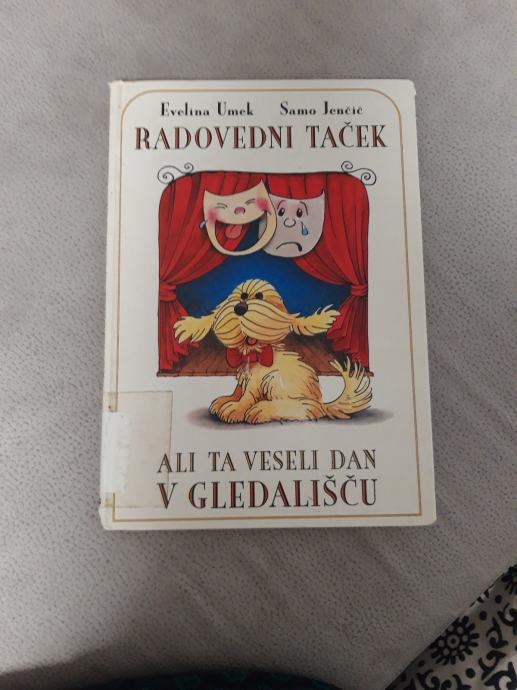 Evelina Umek Samo Jenčič
RADOVEDNI TAČEK
ALI TA VESELI DAN
V GLEDALIŠČU